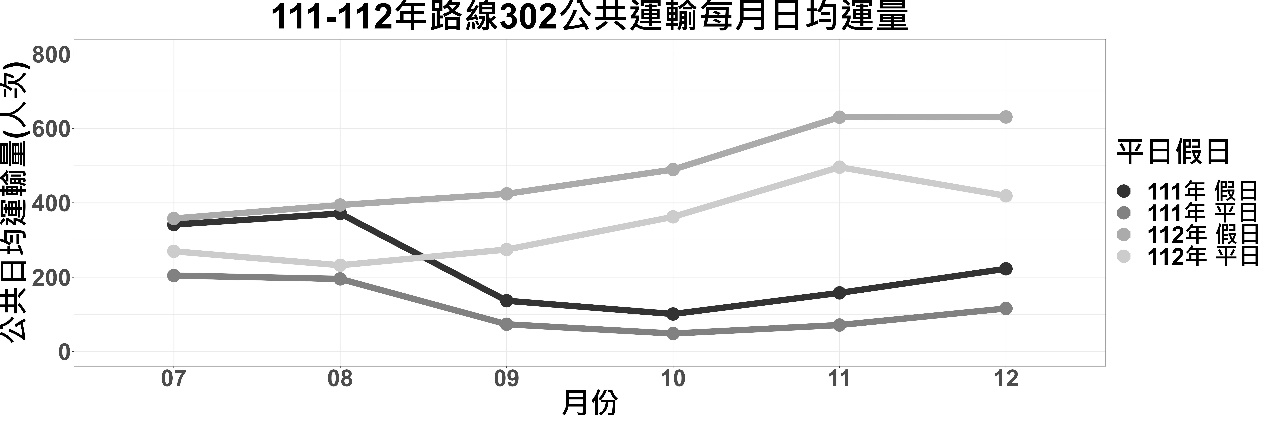 111-112年路線302公共運輸每月日均運量
公共日均運輸量(人次)
800
600
400
200
0
07 08 09 10 11 12
月份
平日假日
111年 假日
111年 平日
112年 假日
112年 平日